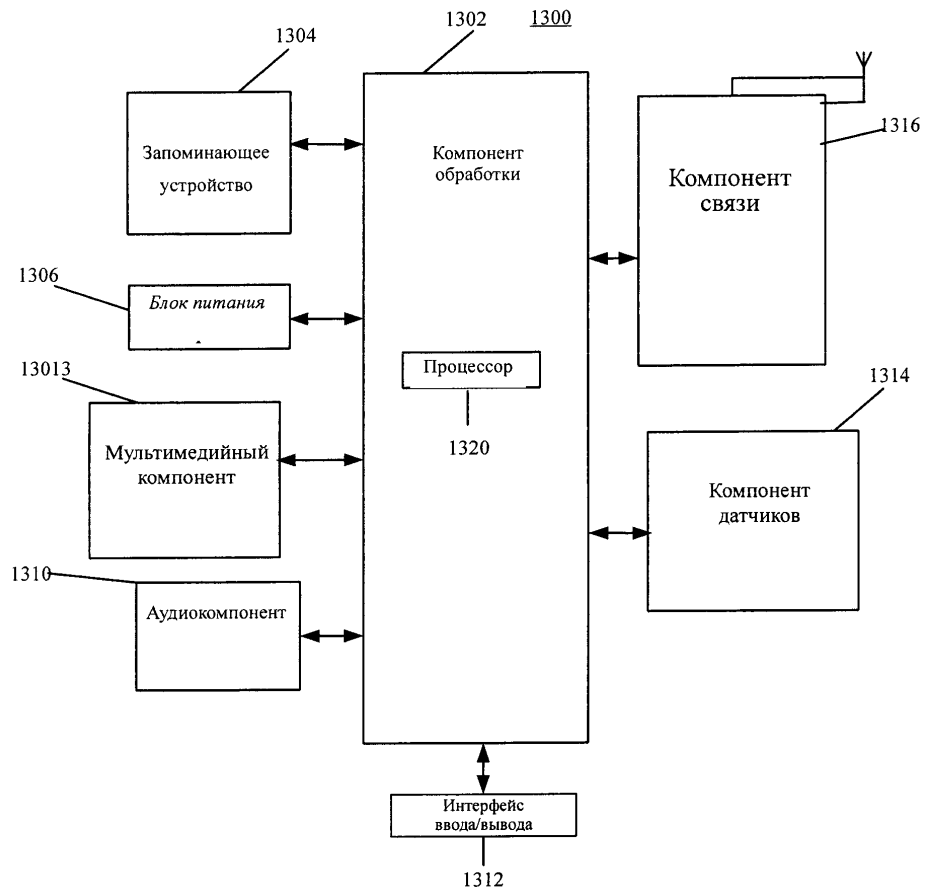 1302
1300
1304
1316
Запоминающее
устройство
Компонент
обработки
Компонент
связи
1306
Блок питания
Процессор
1320
13013
Мультимедийный
компонент
1314
Компонент
датчиков
1310
Аудиокомпонент
Интерфейс
ввода/вывода
1312